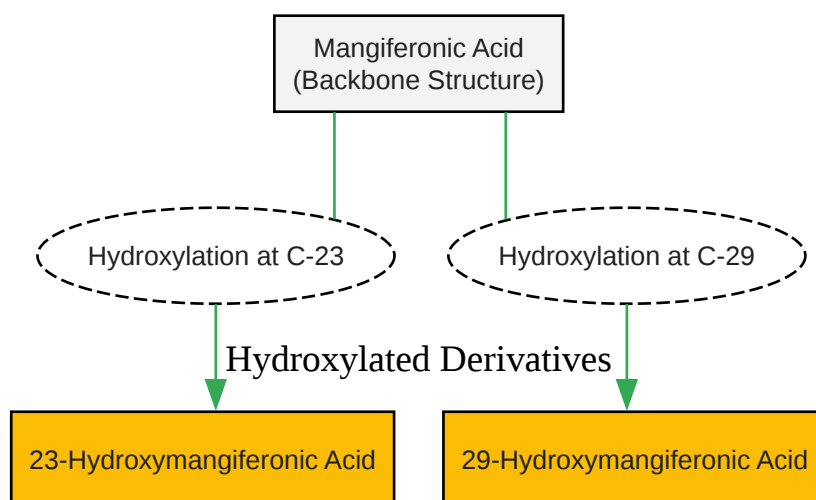 Mangiferonic Acid
(Backbone Structure)
Hydroxylation at C-23
Hydroxylation at C-29
Hydroxylated Derivatives
23-Hydroxymangiferonic Acid
29-Hydroxymangiferonic Acid